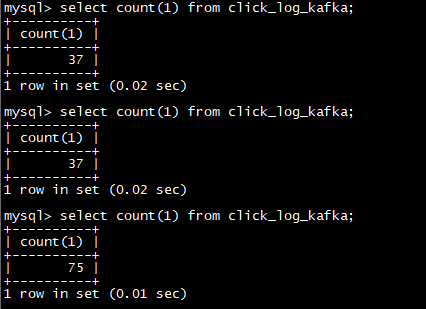 mysql> select count(1) from click_log_kafka;
+----------+
| count(1) |
+----------+
|       37 |
+----------+
1 row in set (0.02 sec)
mysql> select count(1) from click_log_kafka;
+----------+
| count(1) |
+----------+
|       37 |
+----------+
1 row in set (0.02 sec)
mysql> select count(1) from click_log_kafka;
+----------+
| count(1) |
+----------+
|       75 |
+----------+
1 row in set (0.01 sec)